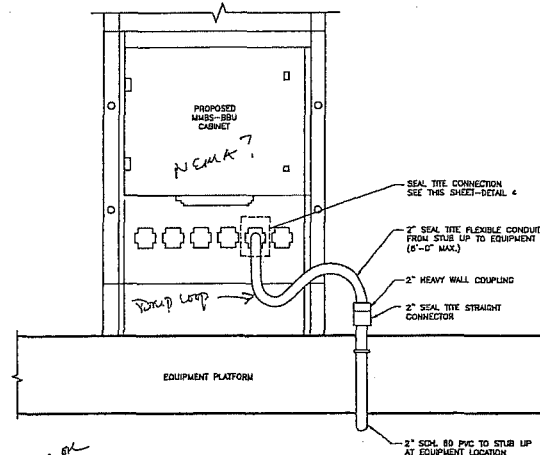 PROPOSED
MMBS-BBU
CABINET
NEMA?
SEAL TITE CONNECTION
SEE THIS SHEET-DETAIL 4
2" SEAL TITE FLEXIBLE CONDUIT
FROM STUB UP TO EQUIPMENT
(6'-0" MAX.)
2" HEAVY WALL COUPLING
2" SEAL TITE STRAIGHT
CONNECTOR
DRIP LOOP
EQUIPMENT PLATFORM
OK
2" SCH. 80 PVC TO STUB UP
AT EQUIPMENT LOCATION